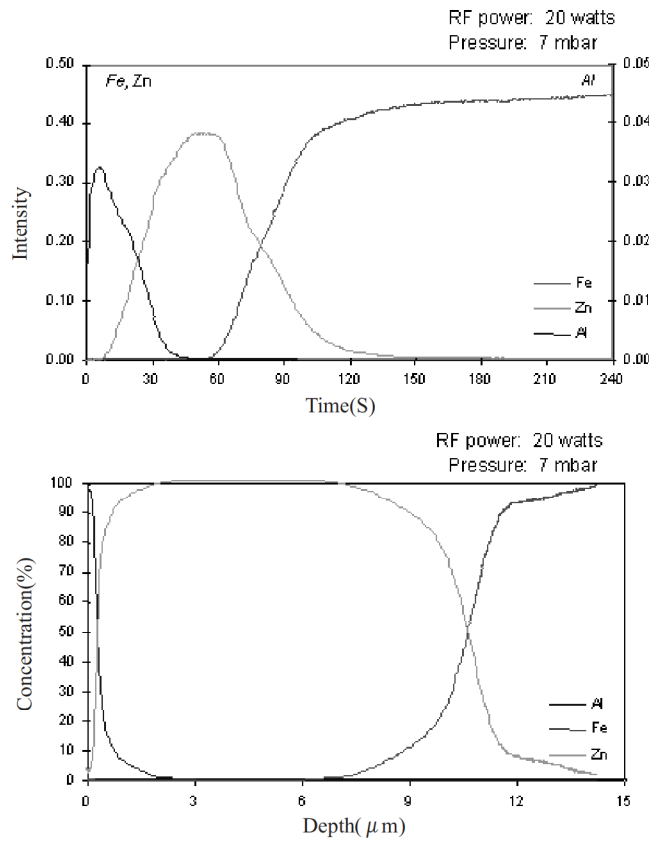 RF power: 20 watts
Pressure: 7 mbar
Fe, Zn
Al
0.50
0.40
0.30
0.20
0.10
0.00
0.05
0.04
0.03
0.02
0.01
0.00
Intensity
Fe
Zn
Al
0 30 60 90 120 150 180 210 240
Time(S)
RF power: 20 watts
Pressure: 7 mbar
100
90
80
70
60
50
40
30
20
10
0
Concentration(%)
Al
Fe
Zn
0 3 6 9 12 15
Depth( μm)